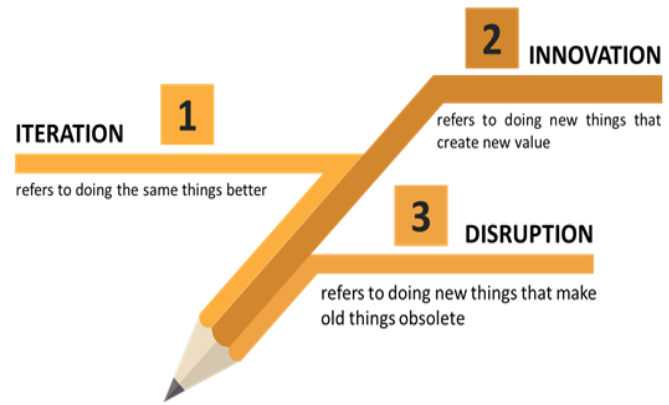 1
ITERATION
refers to doing the same things better
2
INNOVATION
refers to doing new things that
create new value
3
DISRUPTION
refers to doing new things that make
old things obsolete